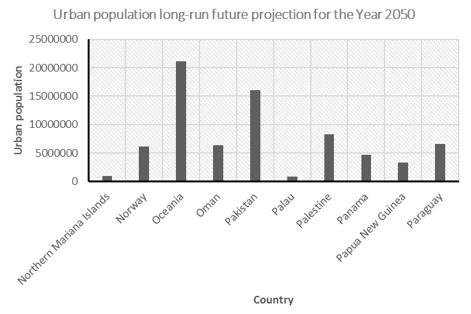 Urban population long-run future projection for the Year 2050
Urban population
25000000
20000000
15000000
10000000
5000000
0
Northern Mariana Islands
Norway
Oceania
Oman
Pakistan
Palau
Palestine
Panama
Papua New Guinea
Paraguay
Country